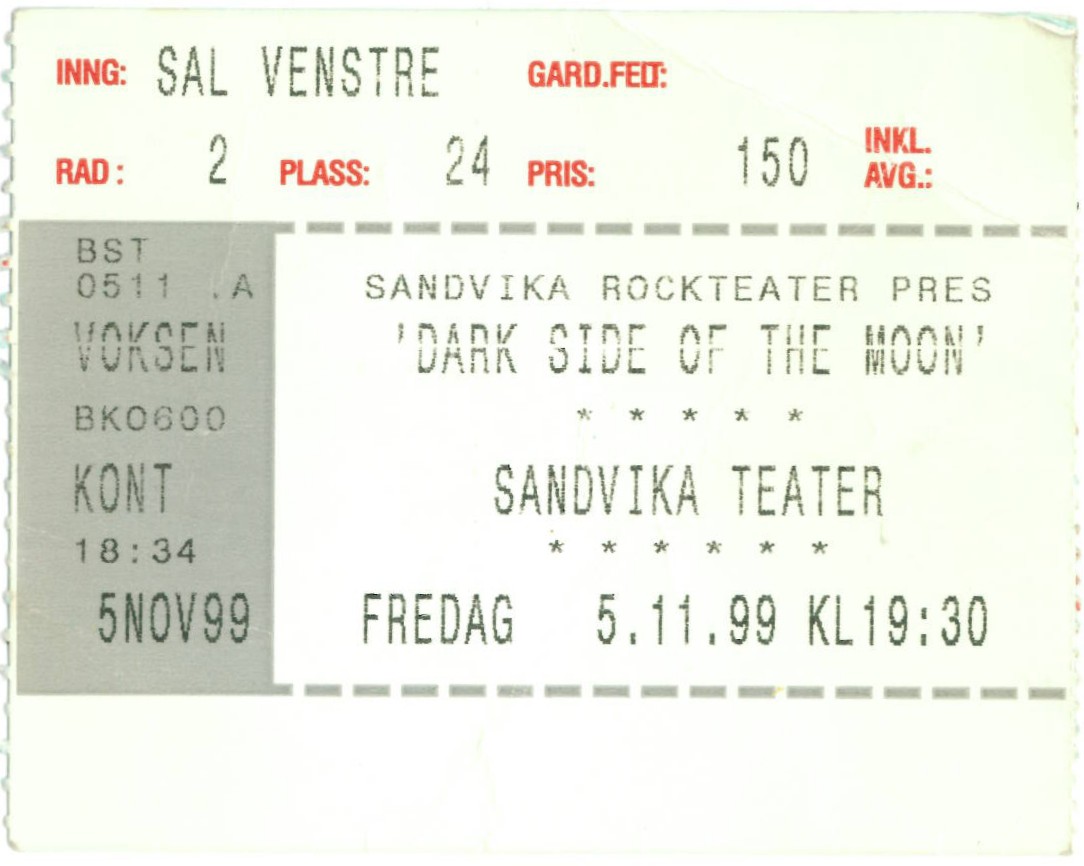 INNG: SAL VENSTRE GARD.FELT:
RAD: 2 PLASS: 24 PRIS: 150 INKL. AVG.:
BST
0511 .A
VOKSEN
BK0600
KONT
18:34
5NOV99
SANDVIKA ROCKTEATER PRES
'DARK SIDE OF THE MOON'
* * * * *
SANDVIKA TEATER
* * * * * *
FREDAG 5.11.99 KL19:30